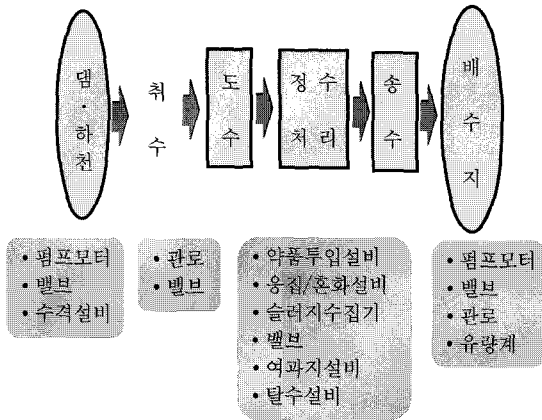 댐·하천
취수
도수
정수
처리
송수
배수지
• 펌프모터
• 밸브
• 수격설비
• 관로
• 밸브
• 약품투입설비
• 응집/혼화설비
• 슬러지수집기
• 밸브
• 여과지설비
• 탈수설비
• 펌프모터
• 밸브
• 관로
• 유량계